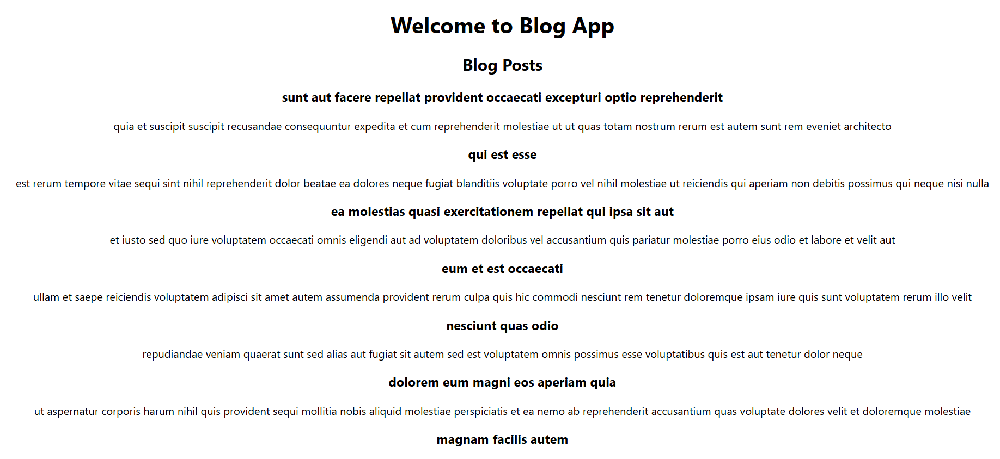 Welcome to Blog App
Blog Posts
sunt aut facere repellat provident occaecati excepturi optio reprehenderit
quia et suscipit suscipit recusandae consequuntur expedita et cum reprehenderit molestiae ut ut quas totam nostrum rerum est autem sunt rem eveniet architecto
qui est esse
est rerum tempore vitae sequi sint nihil reprehenderit dolor beatae ea dolores neque fugiat blanditiis voluptate porro vel nihil molestiae ut reiciendis qui aperiam non debitis possimus qui neque nisi nulla
ea molestias quasi exercitationem repellat qui ipsa sit aut
et iusto sed quo iure voluptatem occaecati omnis eligendi aut ad voluptatem doloribus vel accusantium quis pariatur molestiae porro eius odio et labore et velit aut
eum et est occaecati
ullam et saepe reiciendis voluptatem adipisci sit amet autem assumenda provident rerum culpa quis hic commodi nesciunt rem tenetur doloremque ipsam iure quis sunt voluptatem rerum illo velit
nesciunt quas odio
repudiandae veniam quaerat sunt sed alias aut fugiat sit autem sed est voluptatem omnis possimus esse voluptatibus quis est aut tenetur dolor neque
dolorem eum magni eos aperiam quia
ut aspernatur corporis harum nihil quis provident sequi mollitia nobis aliquid molestiae perspiciatis et ea nemo ab reprehenderit accusantium quas voluptate dolores velit et doloremque molestiae
magnam facilis autem